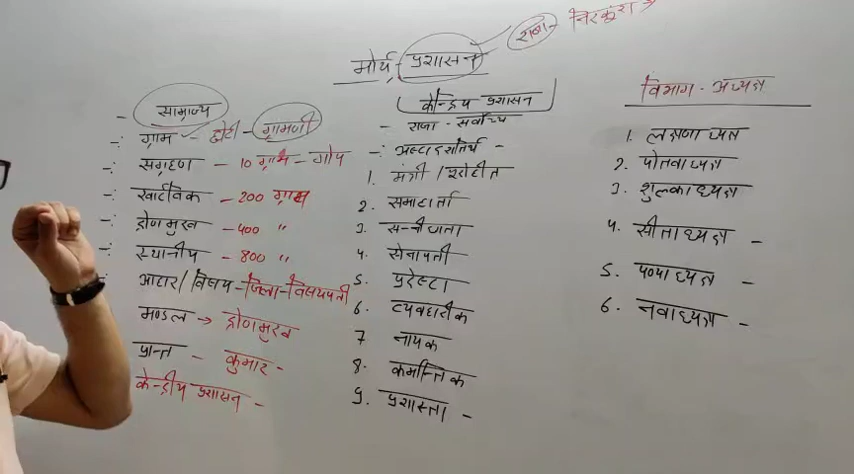 राजा - निरकुंश
मोर्य, प्रशासन
साम्राज्य
ग्राम - छोटी - ग्रामणी
संग्रहण - 10 ग्राम - गोप
खार्वटिक - 200 ग्राम
द्रोणमुख - 400 "
स्थानीय - 800 "
आहार/विषय - जिला - विषयपती
मण्डल → द्रोणमुख
प्रान्त - कुमार -
केन्द्रीय प्रशासन -
केन्द्रीय प्रशासन
राजा - सर्वोच्च
1. मंत्री / पुरोहित
2. समाहर्ता
3. सन्नीधाता
4. सेनापती
5.
6. व्यवहारीक
7 नायक
8. कर्मान्तिक
9. प्रशास्ता -
विभाग - अध्यक्ष
1. लक्षणाध्यक्ष
2. पोतवाध्यक्ष
3. शुल्काध्यक्ष
4. सीताध्यक्ष -
5. पण्याध्यक्ष -
6. नवाध्यक्ष -